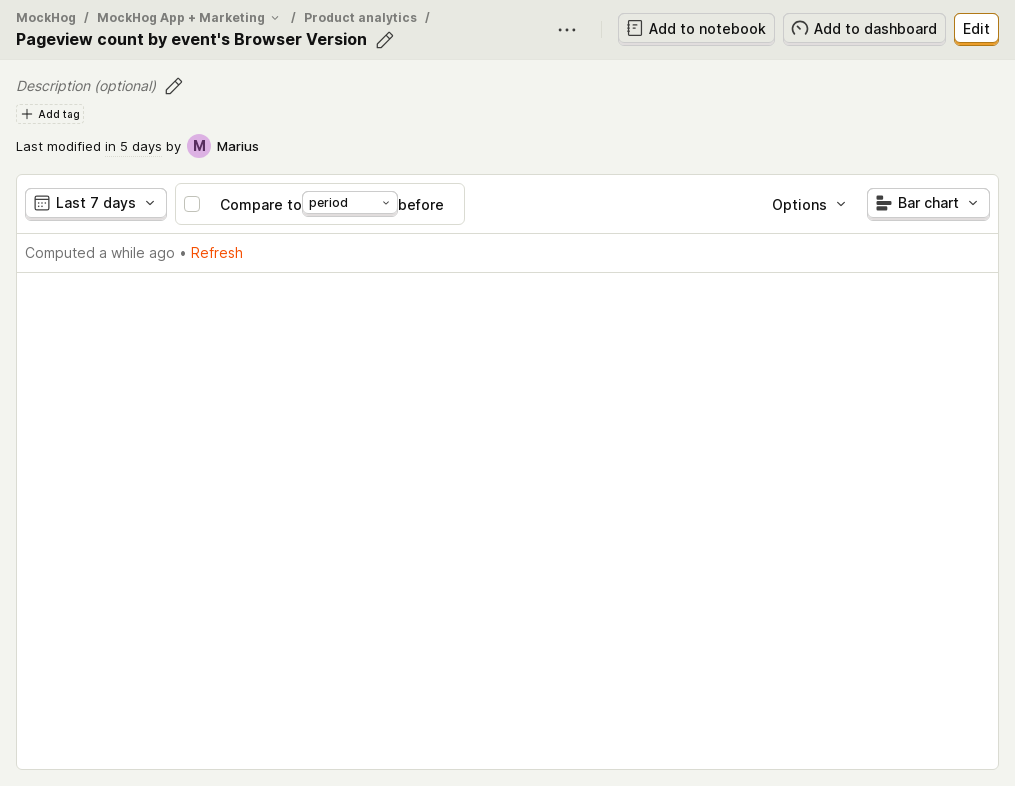 MockHog / MockHog App + Marketing / Product analytics /
Pageview count by event's Browser Version
Add to notebook
Add to dashboard
Edit
Description (optional)
Add tag
Last modified in 5 days by M Marius
Last 7 days
Compare to period before
Options
Bar chart
Computed a while ago • Refresh